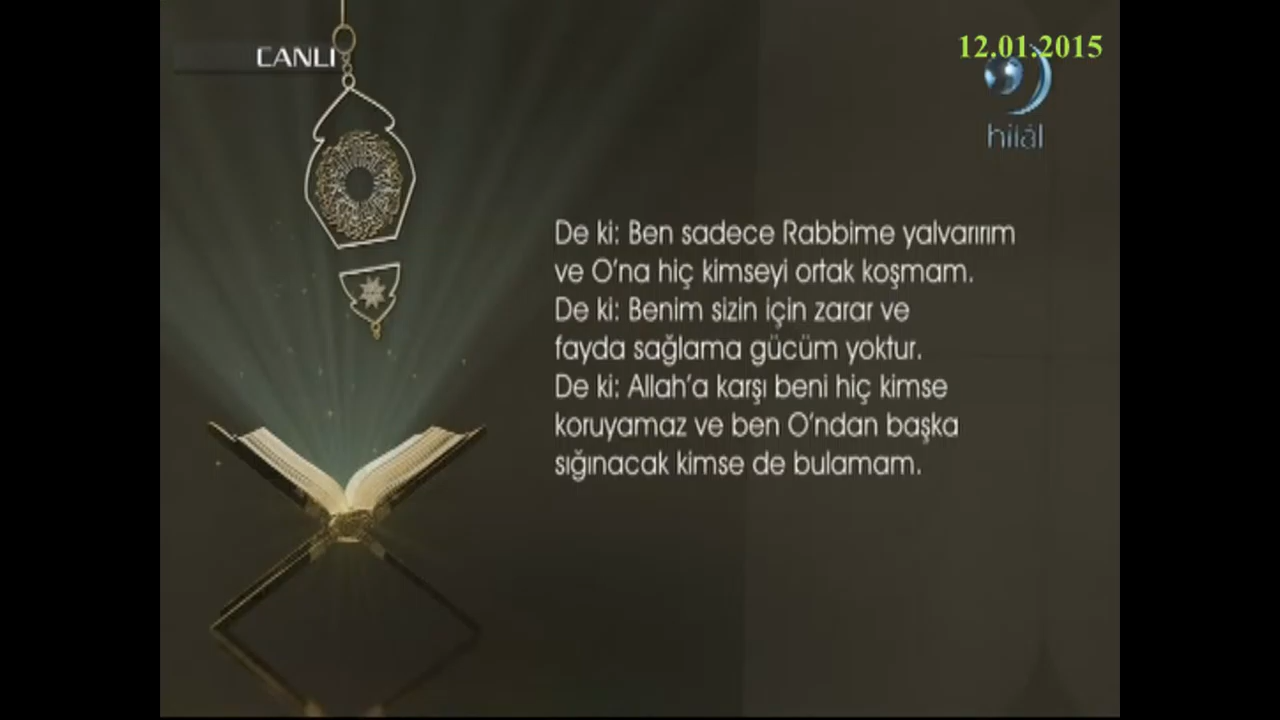 CANLI
12.01.2015
hilâl
De ki: Ben sadece Rabbime yalvarırım
ve O'na hiç kimseyi ortak koşmam.
De ki: Benim sizin için zarar ve
fayda sağlama gücüm yoktur.
De ki: Allah'a karşı beni hiç kimse
koruyamaz ve ben O'ndan başka
sığınacak kimse de bulamam.